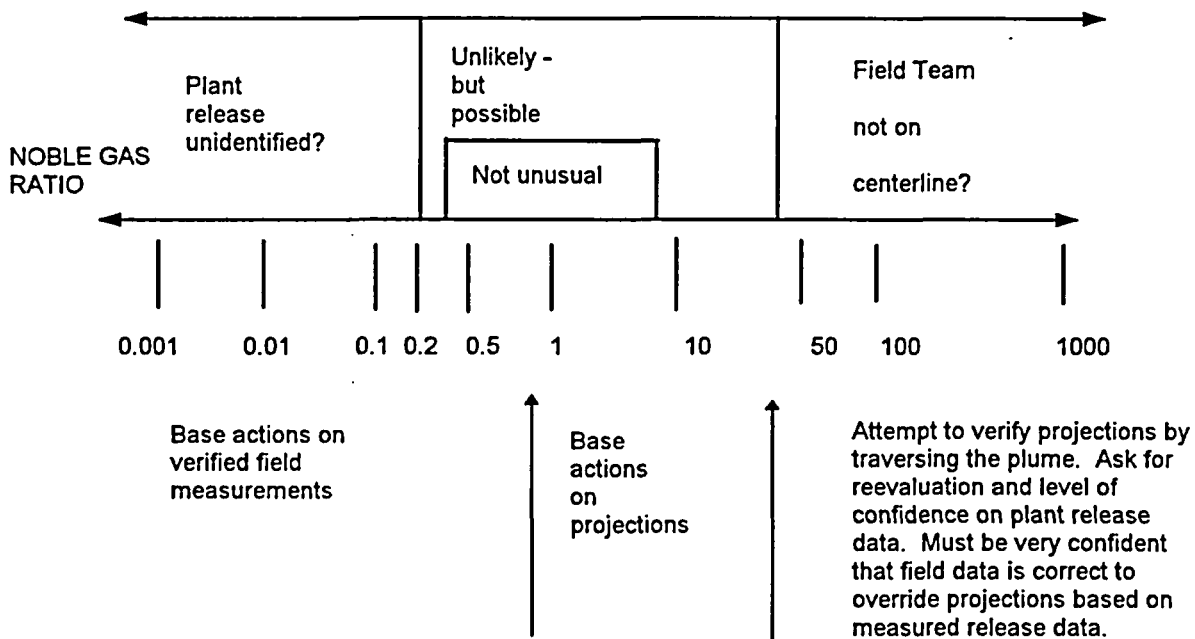 Plant
release
unidentified?
Unlikely -
but
possible
Field Team
not on
centerline?
NOBLE GAS
RATIO
Not unusual
0.001 0.01 0.1 0.2 0.5 1 10 50 100 1000
Base actions on
verified field
measurements
Base
actions
on
projections
Attempt to verify projections by
traversing the plume. Ask for
reevaluation and level of
confidence on plant release
data. Must be very confident
that field data is correct to
override projections based on
measured release data.